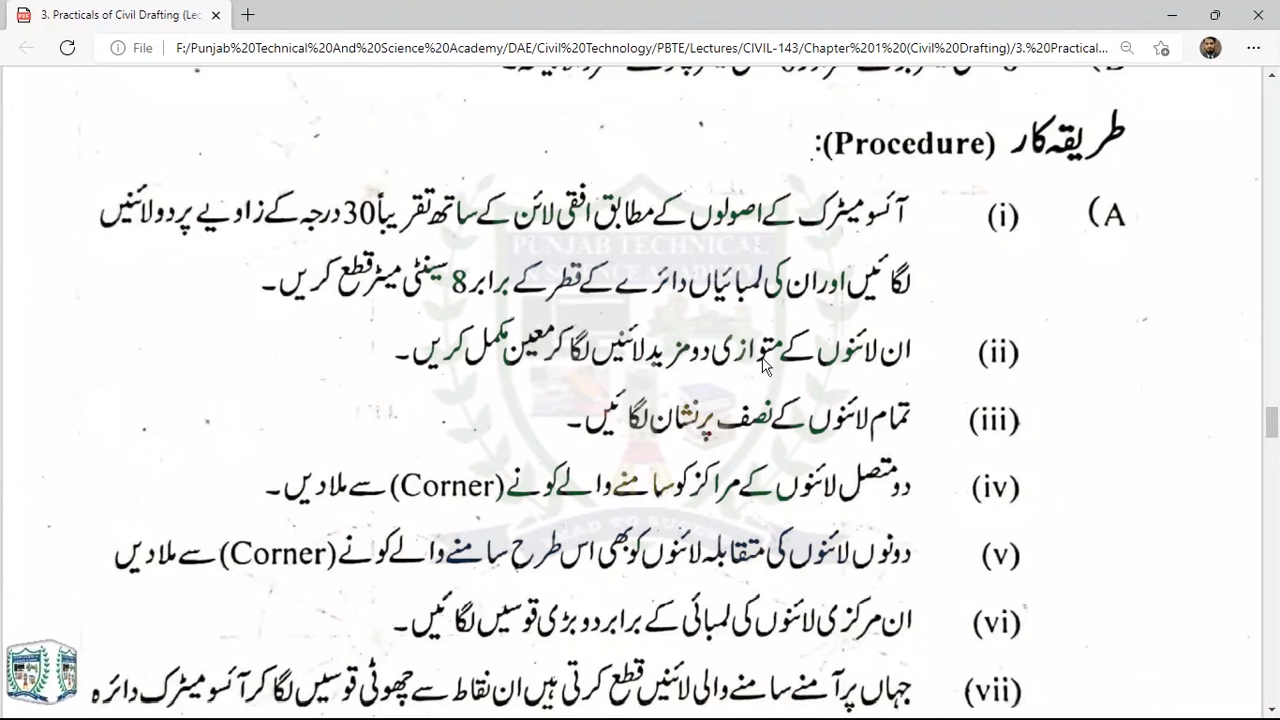 3. Practicals of Civil Drafting (Lec
File F:/Punjab%20Technical%20And%20Science%20Academy/DAE/Civil%20Technology/PBTE/Lectures/CIVIL-143/Chapter%201%20(Civil%20Drafting)/3.%20Practical...
طریقہ کار (Procedure):
A) (i) آئسومیٹرک کے اصولوں کے مطابق افقی لائن کے ساتھ تقریباً 30 درجہ کے زاویے پر دو لائنیں
لگائیں اور ان کی لمبائیاں دائرے کے قطر کے برابر 8 سینٹی میٹر قطع کریں۔
(ii) ان لائنوں کے متوازی دو مزید لائنیں لگا کر معین مکمل کریں۔
(iii) تمام لائنوں کے نصف پر نشان لگائیں۔
(iv) دو متصل لائنوں کے مراکز کو سامنے والے کونے (Corner) سے ملا دیں۔
(v) دونوں لائنوں کی متقابلہ لائنوں کو بھی اس طرح سامنے والے کونے (Corner) سے ملا دیں
(vi) ان مرکزی لائنوں کی لمبائی کے برابر دو بڑی قوسیں لگائیں۔
(vii) جہاں پر آمنے سامنے والی لائنیں قطع کرتی ہیں ان نقاط سے چھوٹی قوسیں لگا کر آئسومیٹرک دائرہ
PUNJAB TECHNICAL